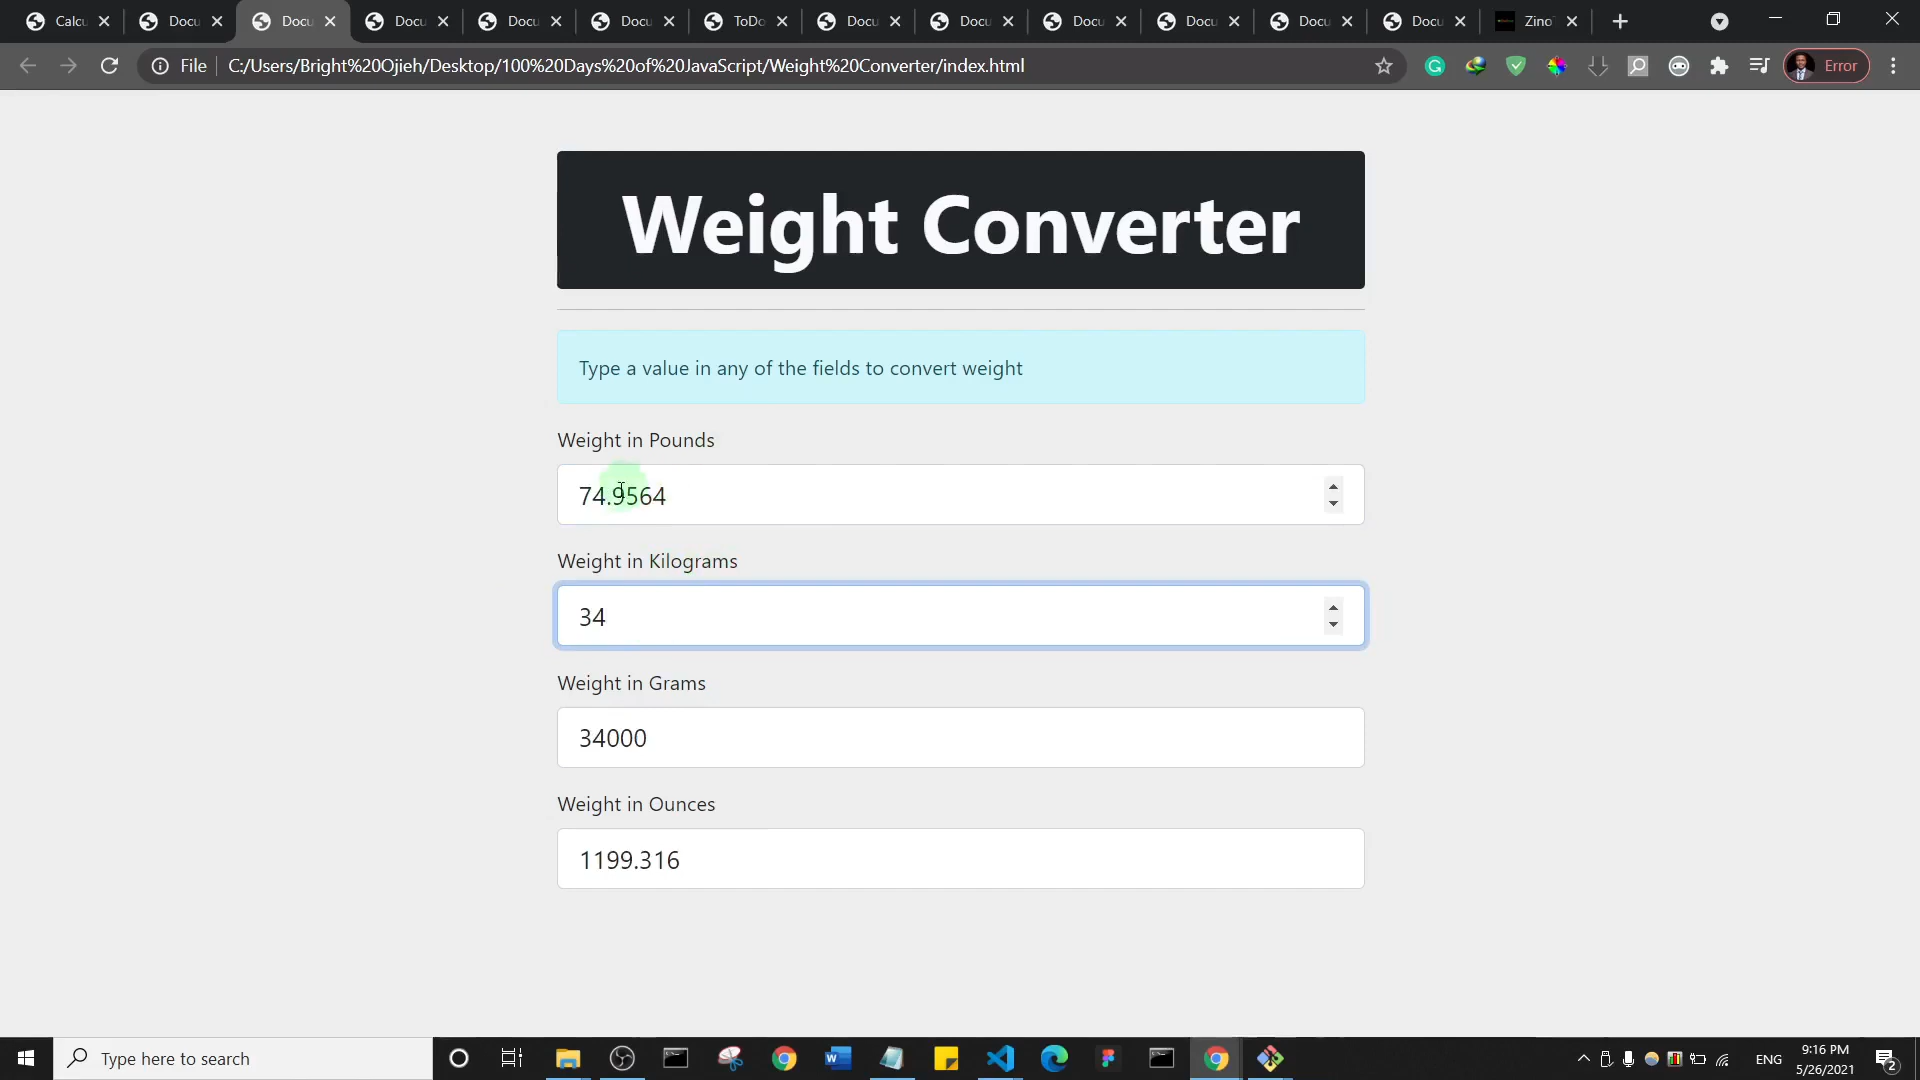 Calcu
Docu
Docu
Docu
Docu
Docu
ToDo
Docu
Docu
Docu
Docu
Docu
Docu
Zino
File
C:/Users/Bright%20Ojieh/Desktop/100%20Days%20of%20JavaScript/Weight%20Converter/index.html
Error
Weight Converter
Type a value in any of the fields to convert weight
Weight in Pounds
74.9564
Weight in Kilograms
34
Weight in Grams
34000
Weight in Ounces
1199.316
Type here to search
ENG
9:16 PM
5/26/2021
2